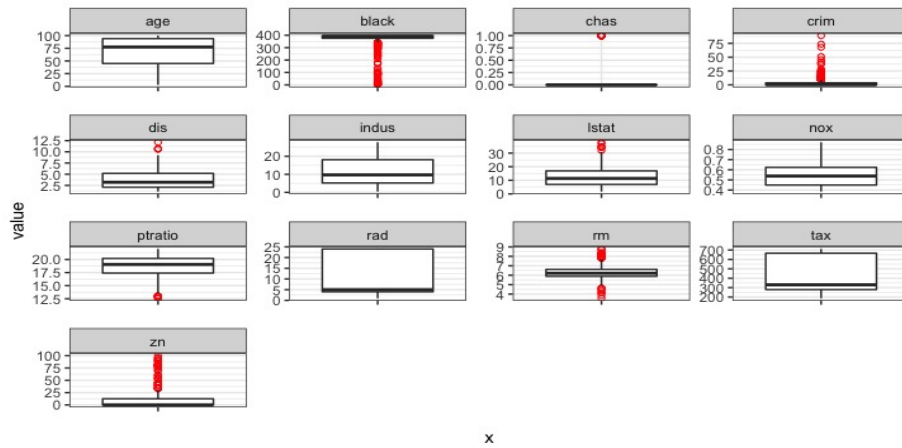 age black chas crim
100 75 50 25 0
400 300 200 100 0
1.00 0.75 0.50 0.25 0.00
75 50 25 0
dis indus lstat nox
12.5 10.0 7.5 5.0 2.5
20 10 0
30 20 10 0
0.8 0.7 0.6 0.5 0.4
value
ptratio rad rm tax
20.0 17.5 15.0 12.5
25 20 15 10 5 0
9 8 7 6 5 4
700 600 500 400 300 200
zn
100 75 50 25 0
x